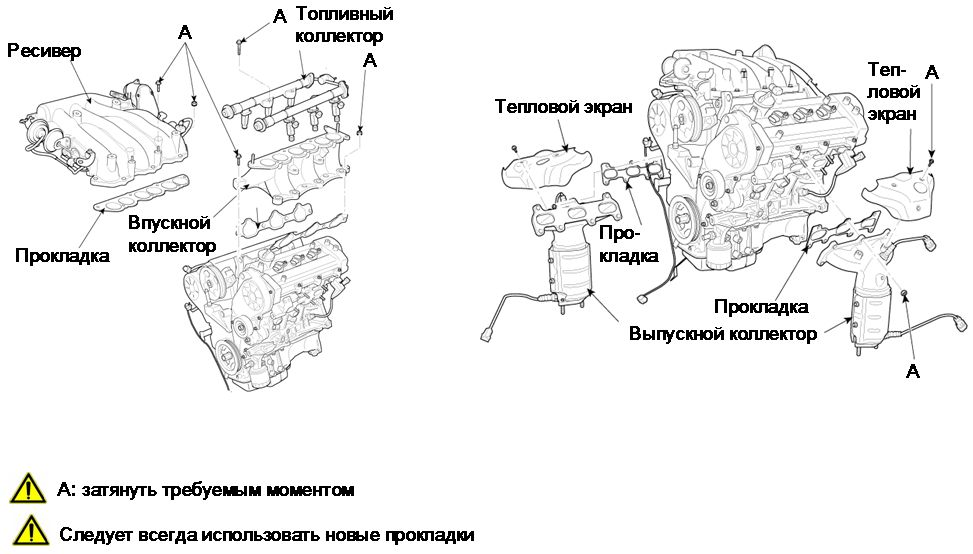 А
Топливный
коллектор
Ресивер
А
А
Впускной
коллектор
Прокладка
Тепловой экран
Теп-
ловой
экран
А
Про-
кладка
Прокладка
Выпускной коллектор
А
А: затянуть требуемым моментом
Следует всегда использовать новые прокладки